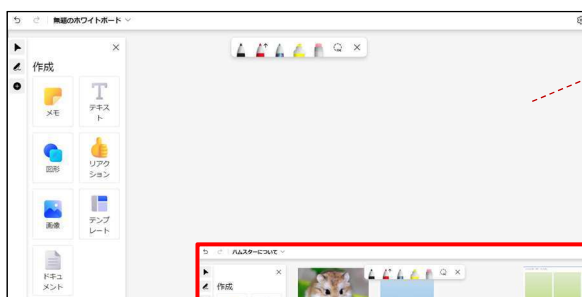 無題のホワイトボード
作成
メモ
テキス
ト
図形
リアク
ション
画像
テンプ
レート
ドキュ
メント
ハムスターについて
作成